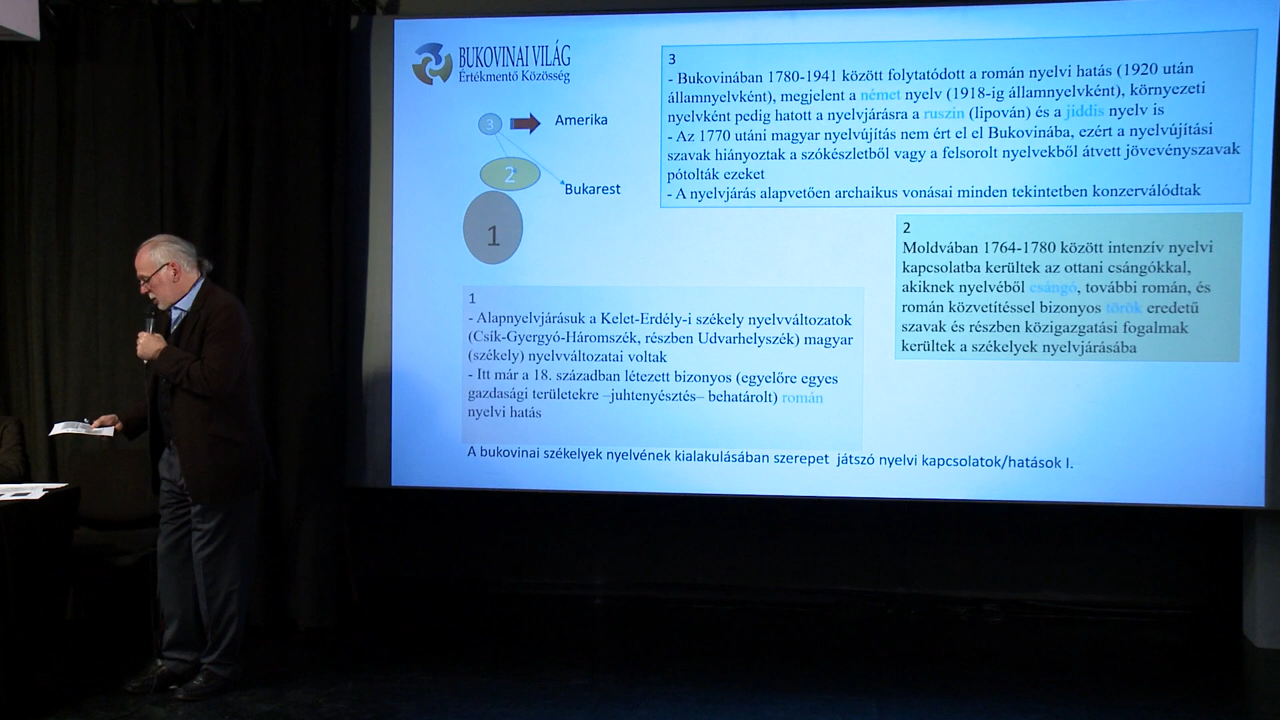 BUKOVINAI VILÁG
Értékmentő Közösség
3
Amerika
2
Bukarest
1
3
- Bukovinában 1780-1941 között folytatódott a román nyelvi hatás (1920 után
államnyelvként), megjelent a német nyelv (1918-ig államnyelvként), környezeti
nyelvként pedig hatott a nyelvjárásra a ruszin (lipován) és a jiddis nyelv is
- Az 1770 utáni magyar nyelvújítás nem ért el el Bukovinába, ezért a nyelvújítási
szavak hiányoztak a szókészletből vagy a felsorolt nyelvekből átvett jövevényszavak
pótolták ezeket
- A nyelvjárás alapvetően archaikus vonásai minden tekintetben konzerválódtak
2
Moldvában 1764-1780 között intenzív nyelvi
kapcsolatba kerültek az ottani csángókkal,
akiknek nyelvéből csángó, további román, és
román közvetítéssel bizonyos török eredetű
szavak és részben közigazgatási fogalmak
kerültek a székelyek nyelvjárásába
1
- Alapnyelvjárásuk a Kelet-Erdély-i székely nyelvváltozatok
(Csík-Gyergyó-Háromszék, részben Udvarhelyszék) magyar
(székely) nyelvváltozatai voltak
- Itt már a 18. században létezett bizonyos (egyelőre egyes
gazdasági területekre –juhtenyésztés– behatárolt) román
nyelvi hatás
A bukovinai székelyek nyelvének kialakulásában szerepet játszó nyelvi kapcsolatok/hatások I.